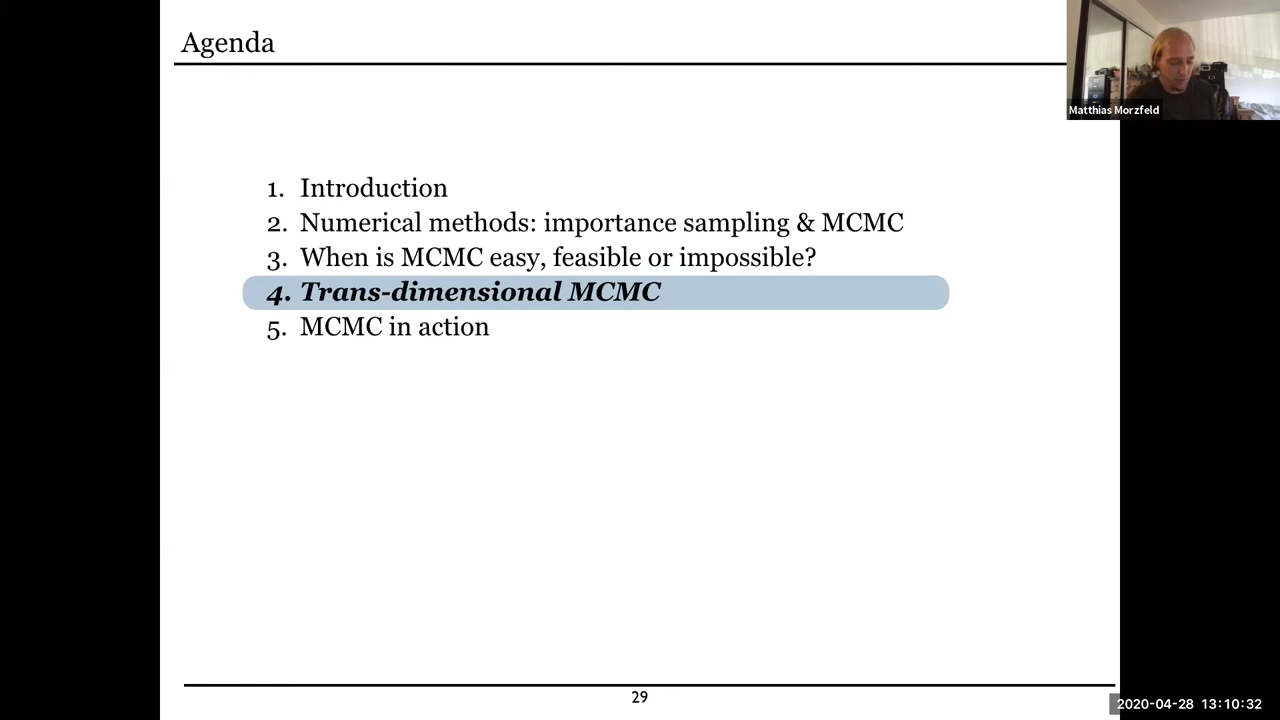 Agenda
Matthias Morzfeld
1. Introduction
2. Numerical methods: importance sampling & MCMC
3. When is MCMC easy, feasible or impossible?
4. Trans-dimensional MCMC
5. MCMC in action
29
2020-04-28 13:10:32